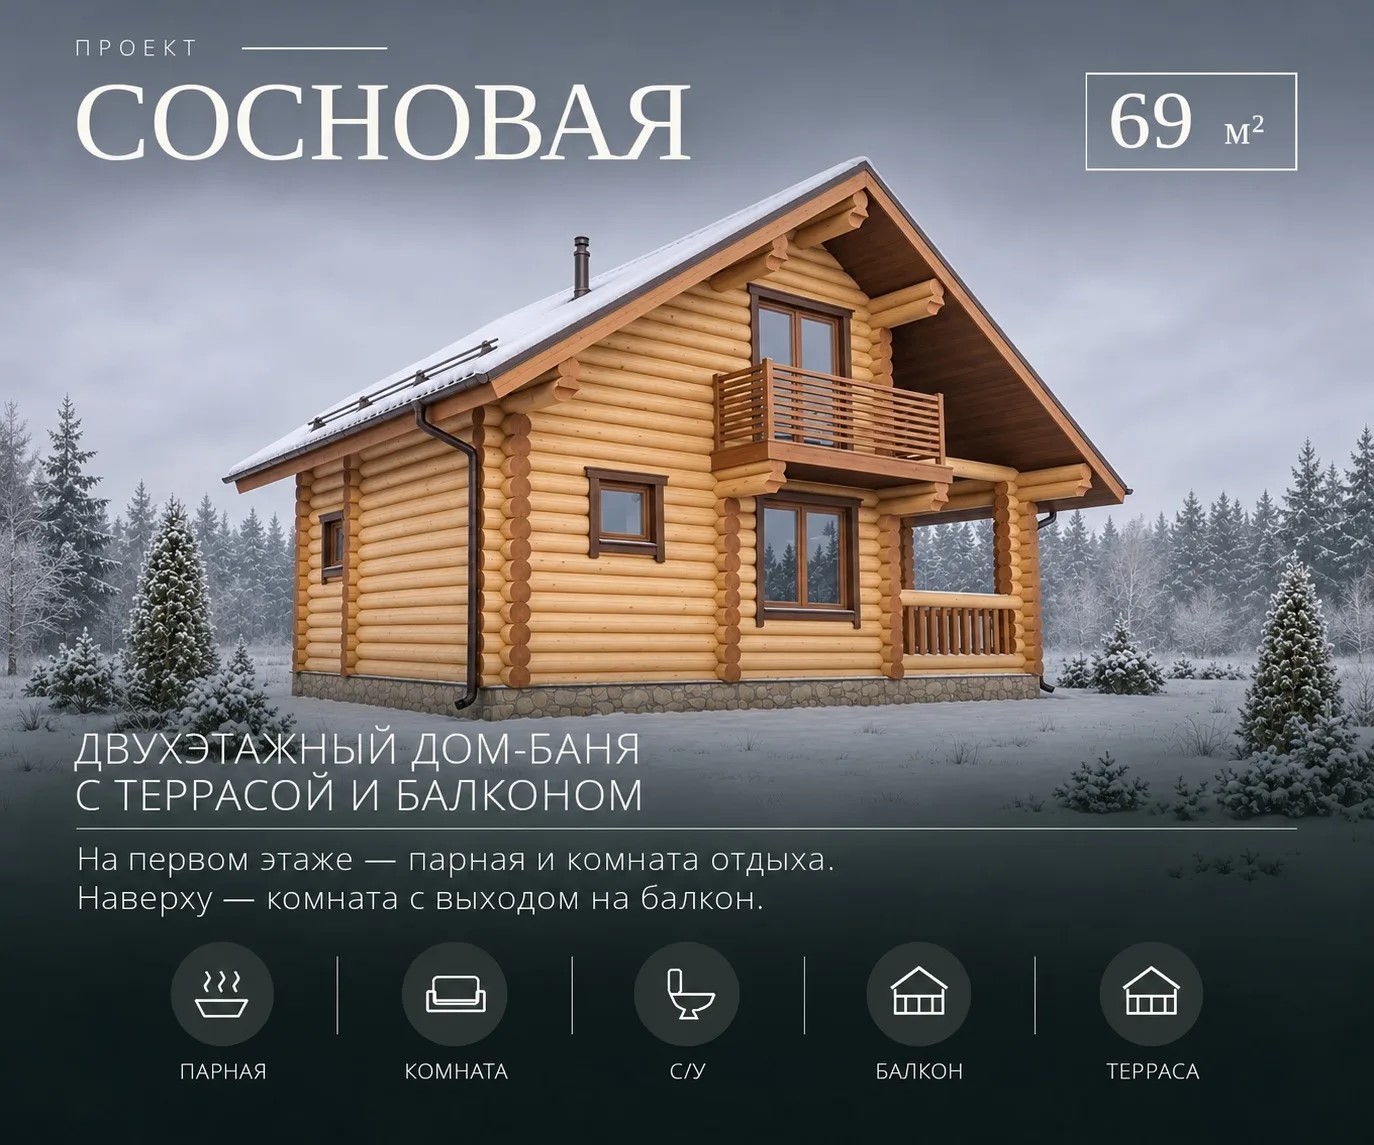 ПРОЕКТ
СОСНОВАЯ
69 м²
ДВУХЭТАЖНЫЙ ДОМ-БАНЯ
С ТЕРРАСОЙ И БАЛКОНОМ
На первом этаже — парная и комната отдыха.
Наверху — комната с выходом на балкон.
ПАРНАЯ
КОМНАТА
С/У
БАЛКОН
ТЕРРАСА